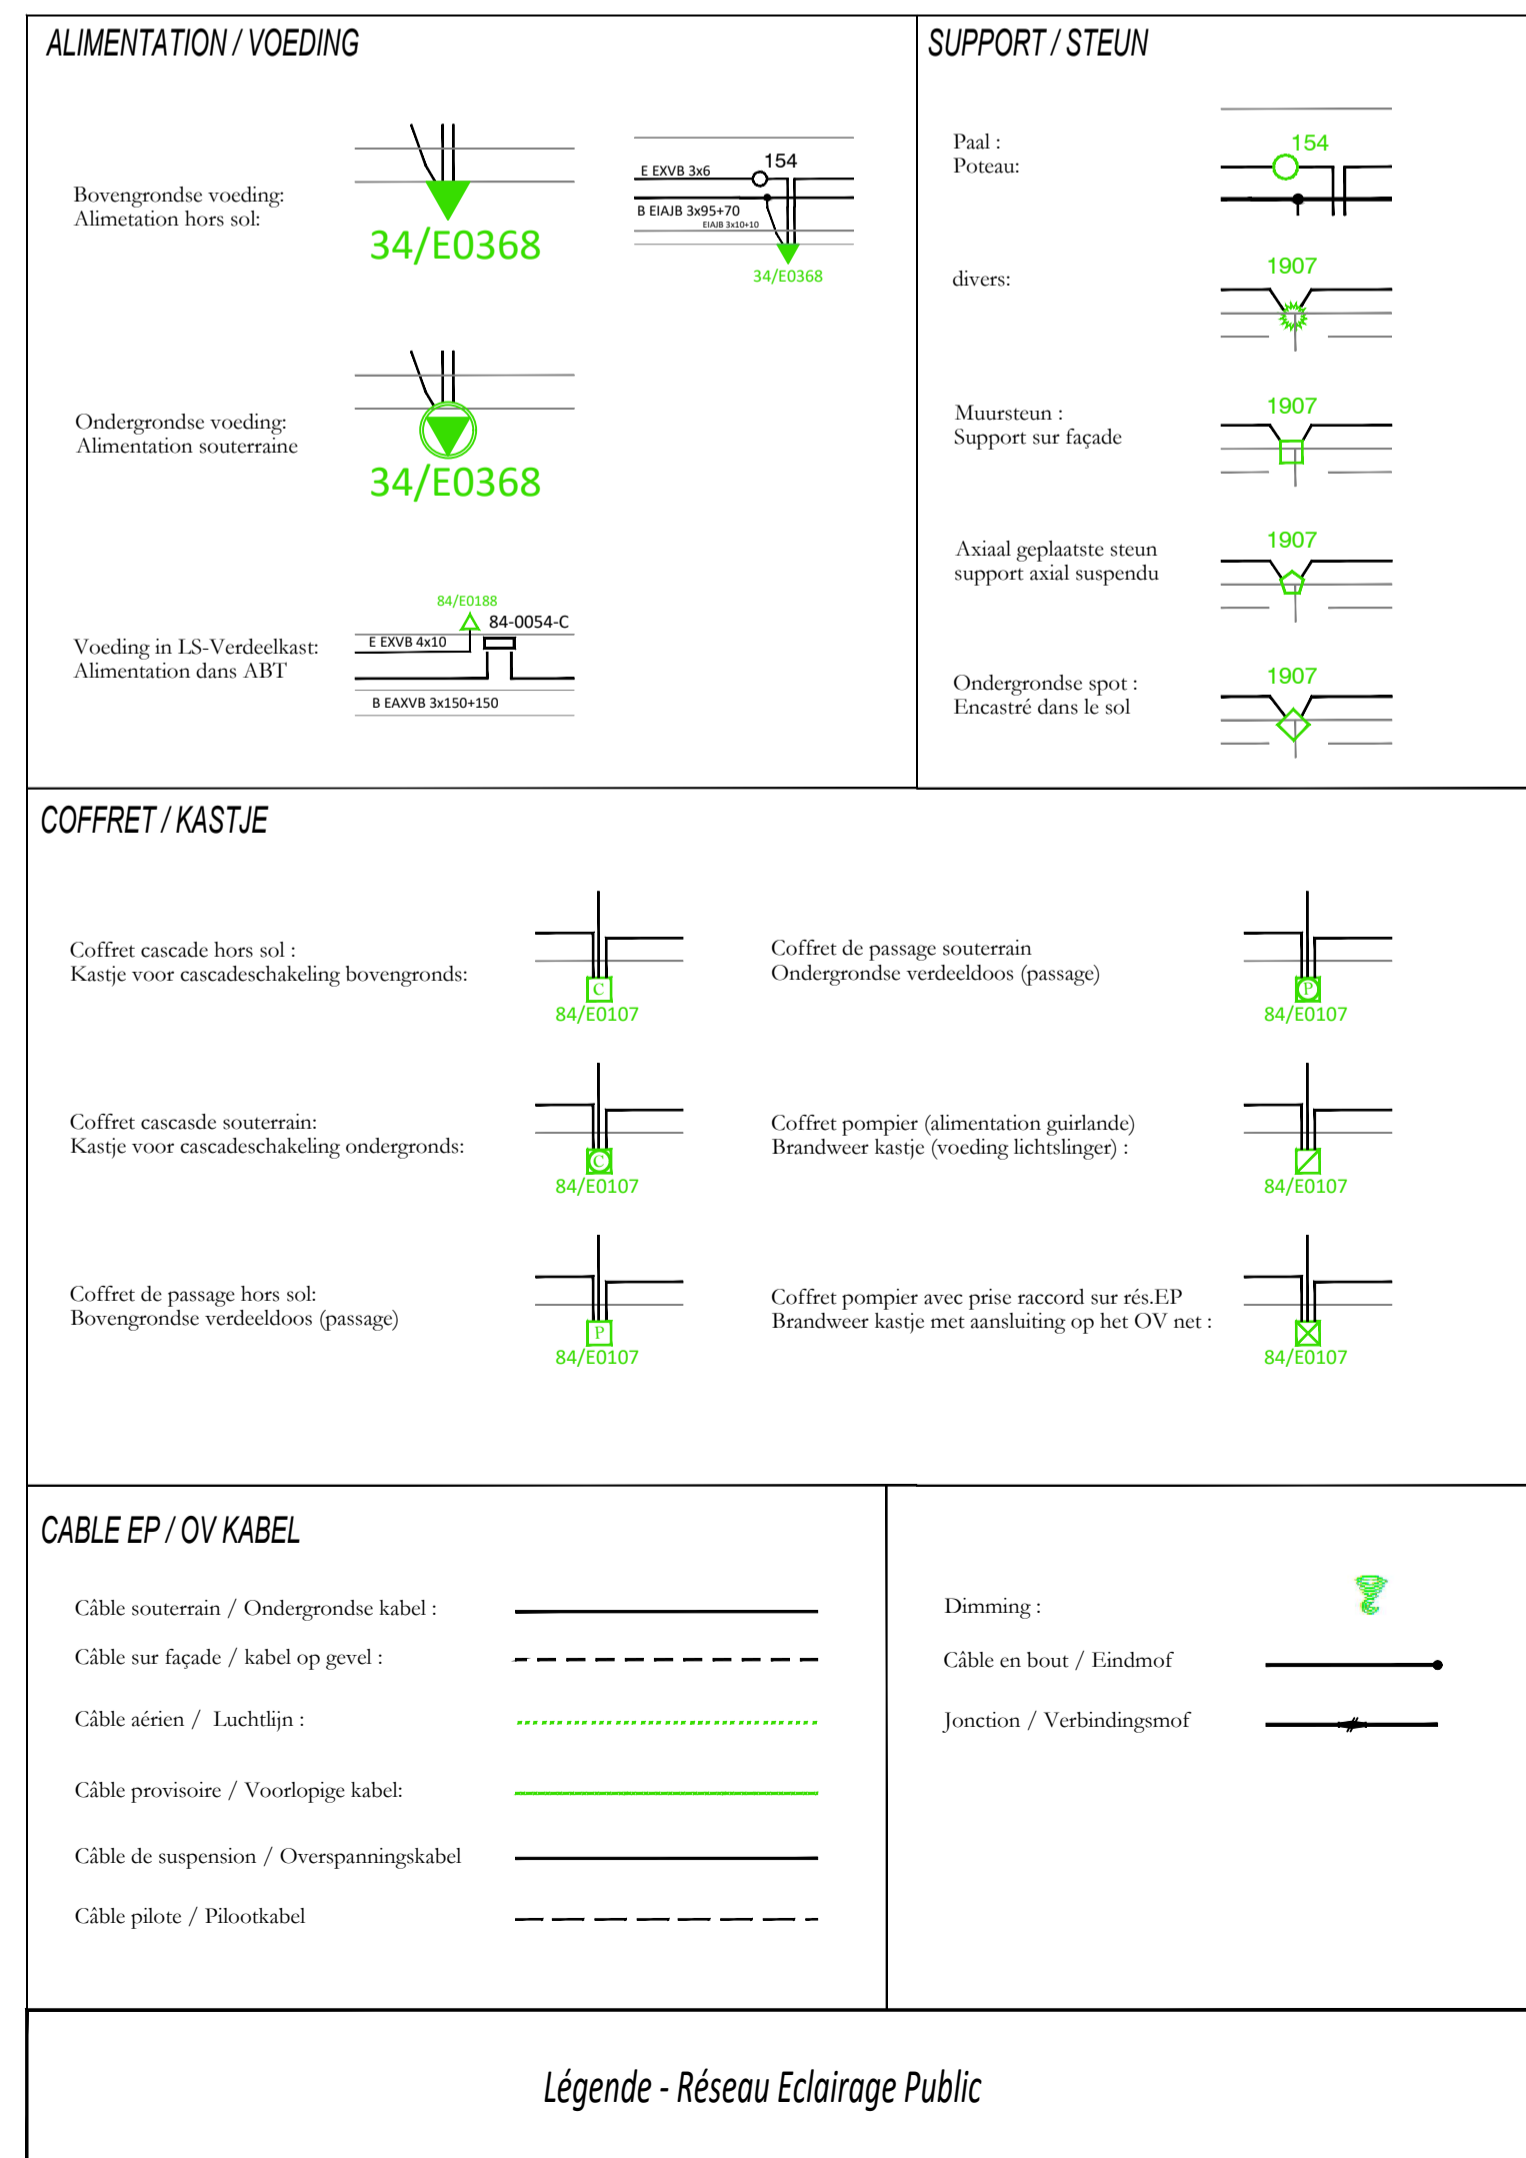 ALIMENTATION / VOEDING
Bovengrondse voeding:
Alimetation hors sol:
34/E0368
E EXVB 3x6
154
B EIAJB 3x95+70
EIAJB 3x10+10
34/E0368
Ondergrondse voeding:
Alimentation souterraine
34/E0368
Voeding in LS-Verdeelkast:
Alimentation dans ABT
84/E0188
84-0054-C
E EXVB 4x10
B EAXVB 3x150+150
SUPPORT / STEUN
Paal :
Poteau:
154
divers:
1907
Muursteun :
Support sur façade
1907
Axiaal geplaatste steun
support axial suspendu
1907
Ondergrondse spot :
Encastré dans le sol
1907
COFFRET / KASTJE
Coffret cascade hors sol :
Kastje voor cascadeschakeling bovengronds:
C
84/E0107
Coffret cascasde souterrain:
Kastje voor cascadeschakeling ondergronds:
C
84/E0107
Coffret de passage hors sol:
Bovengrondse verdeeldoos (passage)
P
84/E0107
Coffret de passage souterrain
Ondergrondse verdeeldoos (passage)
P
84/E0107
Coffret pompier (alimentation guirlande)
Brandweer kastje (voeding lichtslinger) :
84/E0107
Coffret pompier avec prise raccord sur rés.EP
Brandweer kastje met aansluiting op het OV net :
84/E0107
CABLE EP / OV KABEL
Câble souterrain / Ondergrondse kabel :
Câble sur façade / kabel op gevel :
Câble aérien / Luchtlijn :
Câble provisoire / Voorlopige kabel:
Câble de suspension / Overspanningskabel
Câble pilote / Pilootkabel
Dimming :
Câble en bout / Eindmof
Jonction / Verbindingsmof
Légende - Réseau Eclairage Public